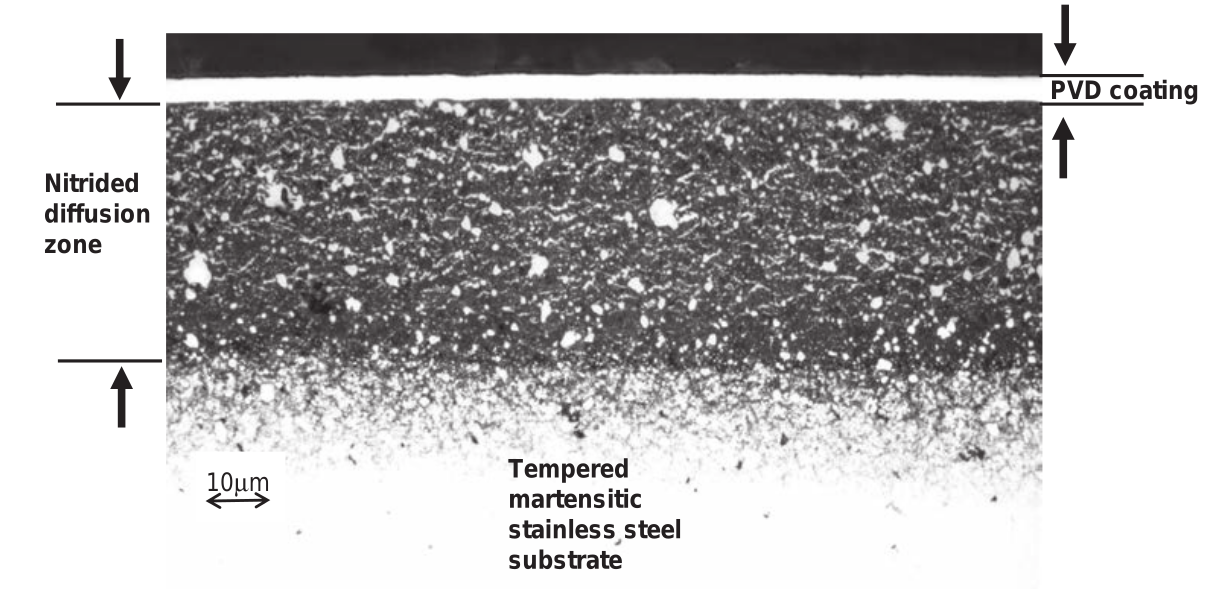 PVD coating
Nitrided
diffusion
zone
10μm
Tempered
martensitic
stainless steel
substrate